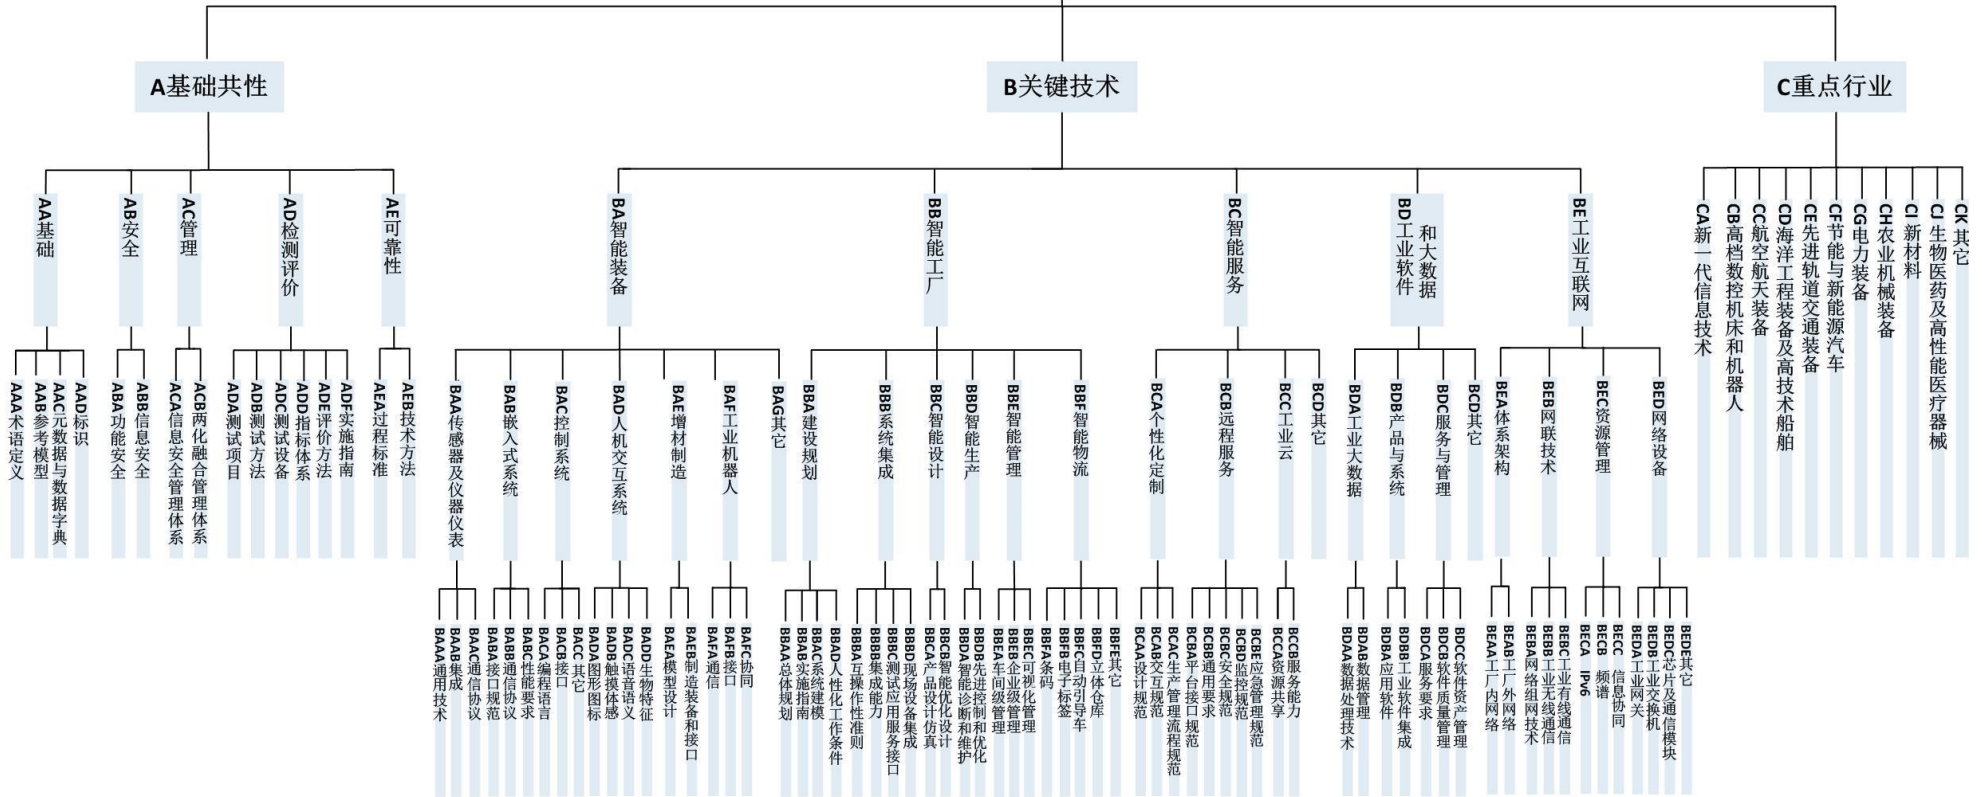 A基础共性
B关键技术
C重点行业
AA基础
AB安全
AC管理
AD检测评价
AE可靠性
BA智能装备
BB智能工厂
BC智能服务
BD工业软件
和大数据
BE工业互联网
CA新一代信息技术
CB高档数控机床和机器人
CC航空航天装备
CD海洋工程装备及高技术船舶
CE先进轨道交通装备
CF节能与新能源汽车
CG电力装备
CH农业机械装备
CI新材料
CJ生物医药及高性能医疗器械
CK其它
AAA术语定义
AAB参考模型
AAC元数据与数据字典
AAD标识
ABA功能安全
ABB信息安全
ACA信息安全管理体系
ACB两化融合管理体系
ADA测试项目
ADB测试方法
ADC测试设备
ADD指标体系
ADE评价方法
ADF实施指南
AEA过程标准
AEB技术方法
BAA传感器及仪器仪表
BAB嵌入式系统
BAC控制系统
BAD人机交互系统
BAE增材制造
BAF工业机器人
BAG其它
BBA建设规划
BBB系统集成
BBC智能设计
BBD智能生产
BBE智能管理
BBF智能物流
BCA个性化定制
BCB远程服务
BCC工业云
BCD其它
BDA工业大数据
BDB产品与系统
BDC服务与管理
BCD其它
BEA体系架构
BEB网联技术
BEC资源管理
BED网络设备
BAAA通用技术
BAAB集成
BAAC通信协议
BABA接口规范
BABB通信协议
BABC性能要求
BACA编程语言
BACB接口
BACC其它
BADA图形图标
BADB触摸体感
BADC语音语义
BADD生物特征
BAEA模型设计
BAEB制造装备和接口
BAFA通信
BAFB接口
BAFC协同
BBAA总体规划
BBAB实施指南
BBAC系统建模
BBAD人性化工作条件
BBBA互操作性准则
BBBB集成能力
BBBC测试应用服务接口
BBBD现场设备集成
BBCA产品设计仿真
BBCB智能优化设计
BBDA智能诊断和维护
BBDB先进控制和优化
BBEA车间级管理
BBEB企业级管理
BBEC可视化管理
BBFA条码
BBFB电子标签
BBFC自动引导车
BBFD立体仓库
BBFE其它
BCAA设计规范
BCAB交互规范
BCAC生产管理流程规范
BCBA平台接口规范
BCBB通用要求
BCBC安全规范
BCBD监控规范
BCBE应急管理规范
BCCA资源共享
BCCB服务能力
BDAA数据处理技术
BDAB数据管理
BDBA应用软件
BDBB工业软件集成
BDCA服务要求
BDCB软件质量管理
BDCC软件资产管理
BEAA工厂内网络
BEAB工厂外网络
BEBA网络组网技术
BEBB工业无线通信
BEBC工业有线通信
BECA IPv6
BECB 频谱
BECC 信息协同
BEDA工业网关
BEDB工业交换机
BEDC芯片及通信模块
BEDE其它